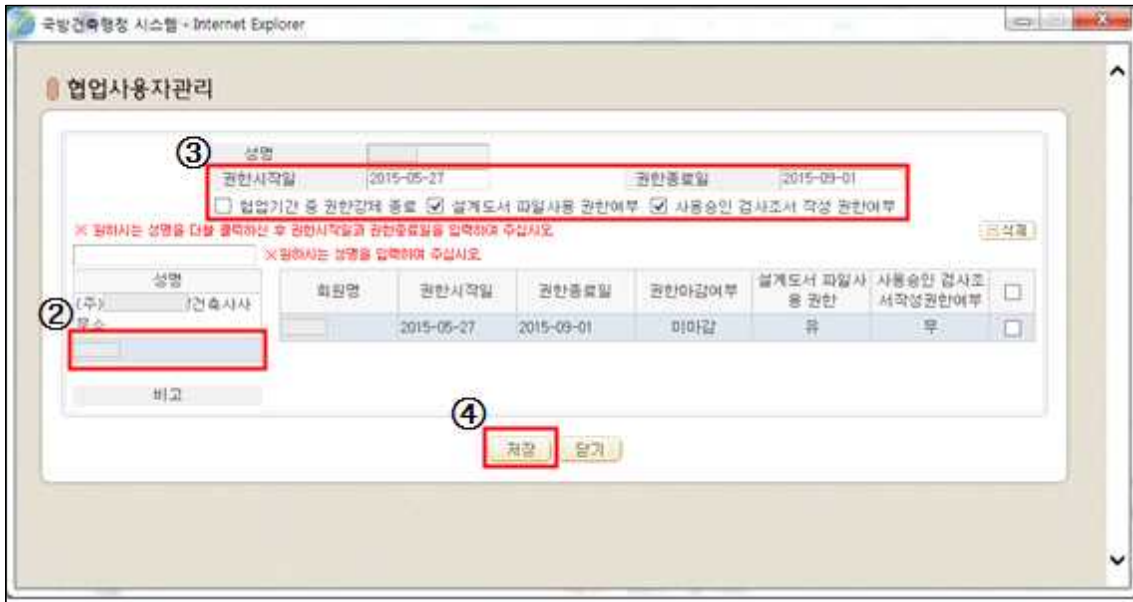 국방건축행정 시스템 - Internet Explorer
협업사용자관리
③ 성명
권한시작일 2015-05-27 권한종료일 2015-09-01
협업기간 중 권한강제 종료 설계도서 파일사용 권한여부 사용승인 검사조서 작성 권한여부
※ 원하시는 성명을 더블 클릭하신 후 권한시작일과 권한종료일을 입력하여 주십시오.
삭제
※ 원하시는 성명을 입력하여 주십시오.
성명
(주) 건축사사
무소
②
비고
회원명 권한시작일 권한종료일 권한마감여부 설계도서 파일사용 권한 사용승인 검사조서작성권한여부
2015-05-27 2015-09-01 미마감 유 무
④
저장 닫기